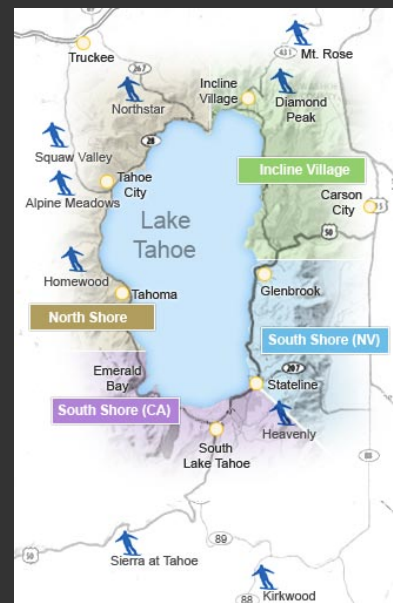 Truckee
267
431
Mt. Rose
Incline
Village
Northstar
Diamond
Peak
28
Squaw Valley
Tahoe
City
Incline Village
Alpine Meadows
Carson
City
Lake
Tahoe
50
Homewood
Glenbrook
Tahoma
North Shore
South Shore (NV)
Emerald
Bay
207
Stateline
South Shore (CA)
Heavenly
South
Lake Tahoe
88
89
50
Sierra at Tahoe
88
Kirkwood